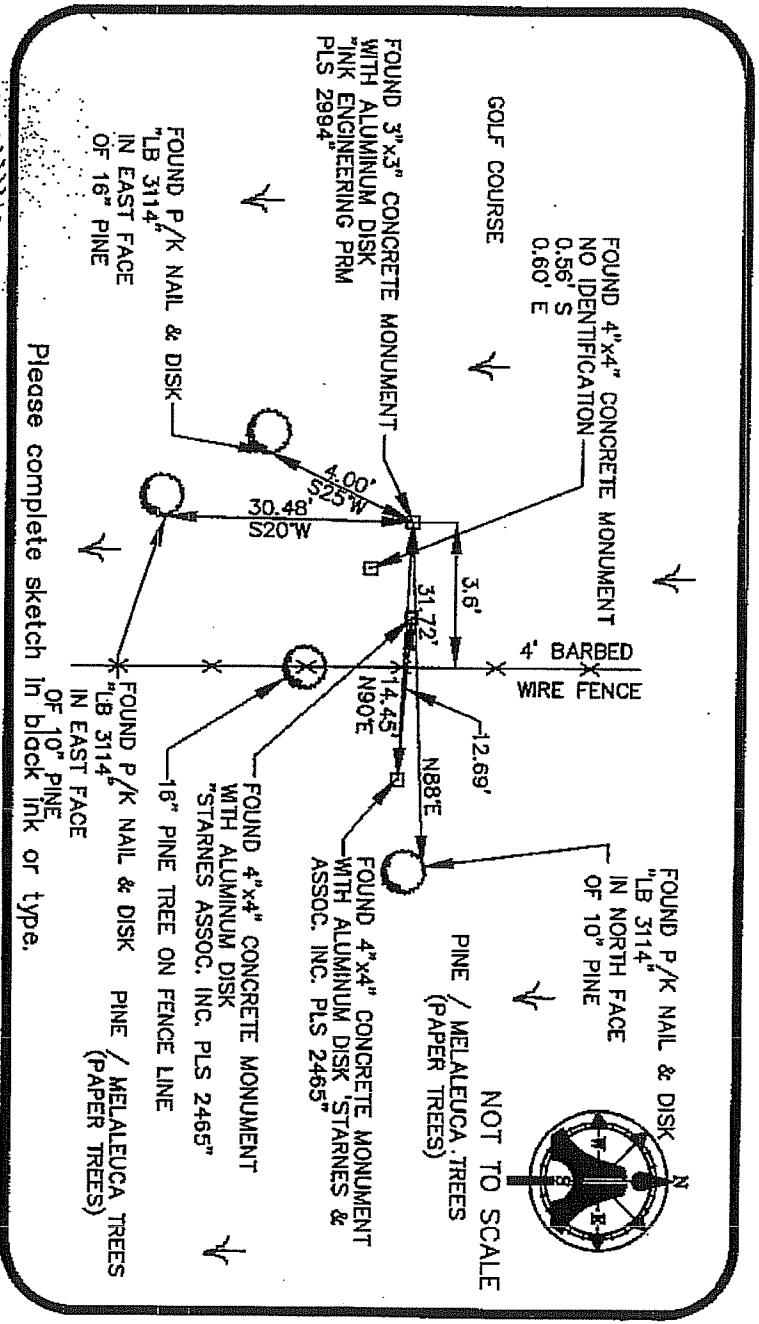 FOUND P/K NAIL & DISK
"LB 3114"
IN NORTH FACE
OF 10" PINE
N
W
E
S
NOT TO SCALE
FOUND 4"x4" CONCRETE MONUMENT
NO IDENTIFICATION
0.56' S
0.60' E
GOLF COURSE
4' BARBED
WIRE FENCE
PINE / MELALEUCA TREES
(PAPER TREES)
3.6'
12.69'
N88°E
31.72'
14.45'
N90°E
FOUND 3"x3" CONCRETE MONUMENT
WITH ALUMINUM DISK
"INK ENGINEERING PRM
PLS 2994"
FOUND 4"x4" CONCRETE MONUMENT
WITH ALUMINUM DISK "STARNES &
ASSOC. INC. PLS 2465"
4.00'
S25°W
30.48'
S20°W
FOUND 4"x4" CONCRETE MONUMENT
WITH ALUMINUM DISK
"STARNES ASSOC. INC. PLS 2465"
16" PINE TREE ON FENCE LINE
FOUND P/K NAIL & DISK
"LB 3114"
IN EAST FACE
OF 16" PINE
FOUND P/K NAIL & DISK
"LB 3114"
IN EAST FACE
OF 10" PINE
PINE / MELALEUCA TREES
(PAPER TREES)
Please complete sketch in black ink or type.